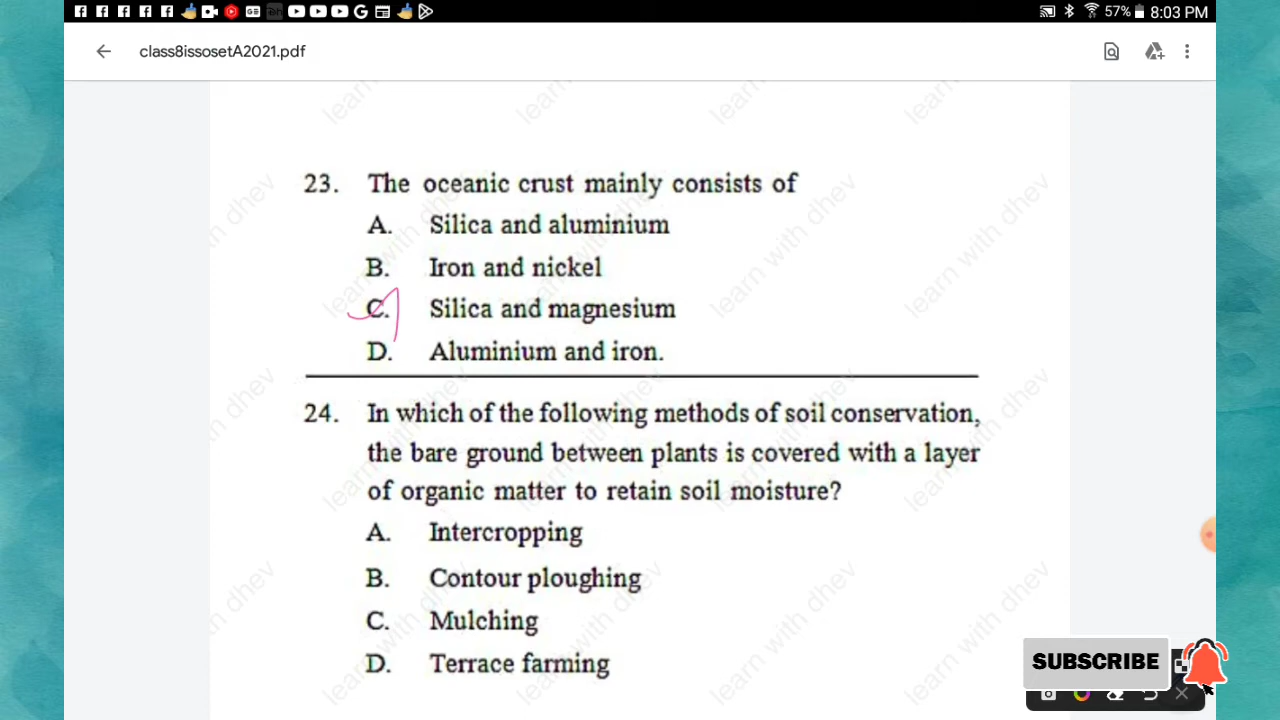 57% 8:03 PM
class8issosetA2021.pdf
learn with dhev
23. The oceanic crust mainly consists of
A. Silica and aluminium
B. Iron and nickel
C. Silica and magnesium
D. Aluminium and iron.
24. In which of the following methods of soil conservation,
the bare ground between plants is covered with a layer
of organic matter to retain soil moisture?
A. Intercropping
B. Contour ploughing
C. Mulching
D. Terrace farming
SUBSCRIBE